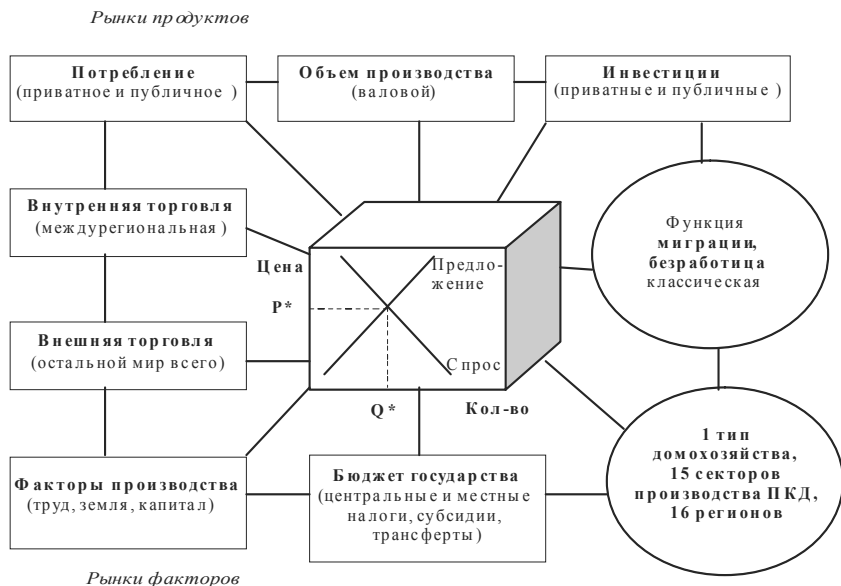 Рынки продуктов
Потребление
(приватное и публичное )
Объем производства
(валовой)
Инвестиции
(приватные и публичные )
Внутренняя торговля
(междурегиональная )
Функция
миграции,
безработица
классическая
Цена
Предло-
жение
P*
Внешняя торговля
(остальной мир всего)
Спрос
Q*
Кол-во
Факторы производства
(труд, земля, капитал)
Бюджет государства
(центральные и местные
налоги, субсидии,
трансферты)
1 тип
домохозяйства,
15 секторов
производства ПКД,
16 регионов
Рынки факторов